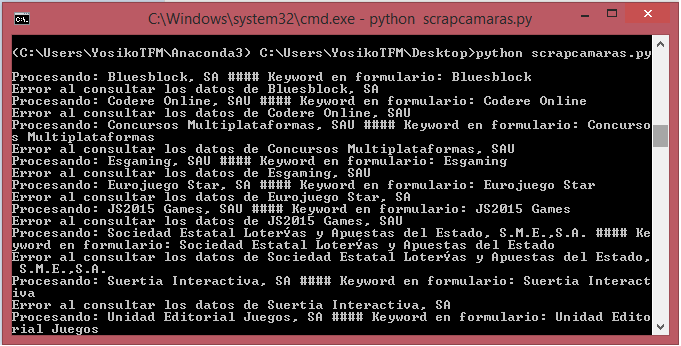 C:\Windows\system32\cmd.exe - python  scrapcamaras.py
(C:\Users\YosikoTFM\Anaconda3) C:\Users\YosikoTFM\Desktop>python scrapcamaras.py
Procesando: Bluesblock, SA #### Keyword en formulario: Bluesblock
Error al consultar los datos de Bluesblock, SA
Procesando: Codere Online, SAU #### Keyword en formulario: Codere Online
Error al consultar los datos de Codere Online, SAU
Procesando: Concursos Multiplataformas, SAU #### Keyword en formulario: Concurso
s Multiplataformas
Error al consultar los datos de Concursos Multiplataformas, SAU
Procesando: Esgaming, SAU #### Keyword en formulario: Esgaming
Error al consultar los datos de Esgaming, SAU
Procesando: Eurojuego Star, SA #### Keyword en formulario: Eurojuego Star
Error al consultar los datos de Eurojuego Star, SA
Procesando: JS2015 Games, SAU #### Keyword en formulario: JS2015 Games
Error al consultar los datos de JS2015 Games, SAU
Procesando: Sociedad Estatal Loterýas y Apuestas del Estado, S.M.E.,S.A. #### Ke
yword en formulario: Sociedad Estatal Loterýas y Apuestas del Estado
Error al consultar los datos de Sociedad Estatal Loterýas y Apuestas del Estado,
 S.M.E.,S.A.
Procesando: Suertia Interactiva, SA #### Keyword en formulario: Suertia Interact
iva
Error al consultar los datos de Suertia Interactiva, SA
Procesando: Unidad Editorial Juegos, SA #### Keyword en formulario: Unidad Edito
rial Juegos